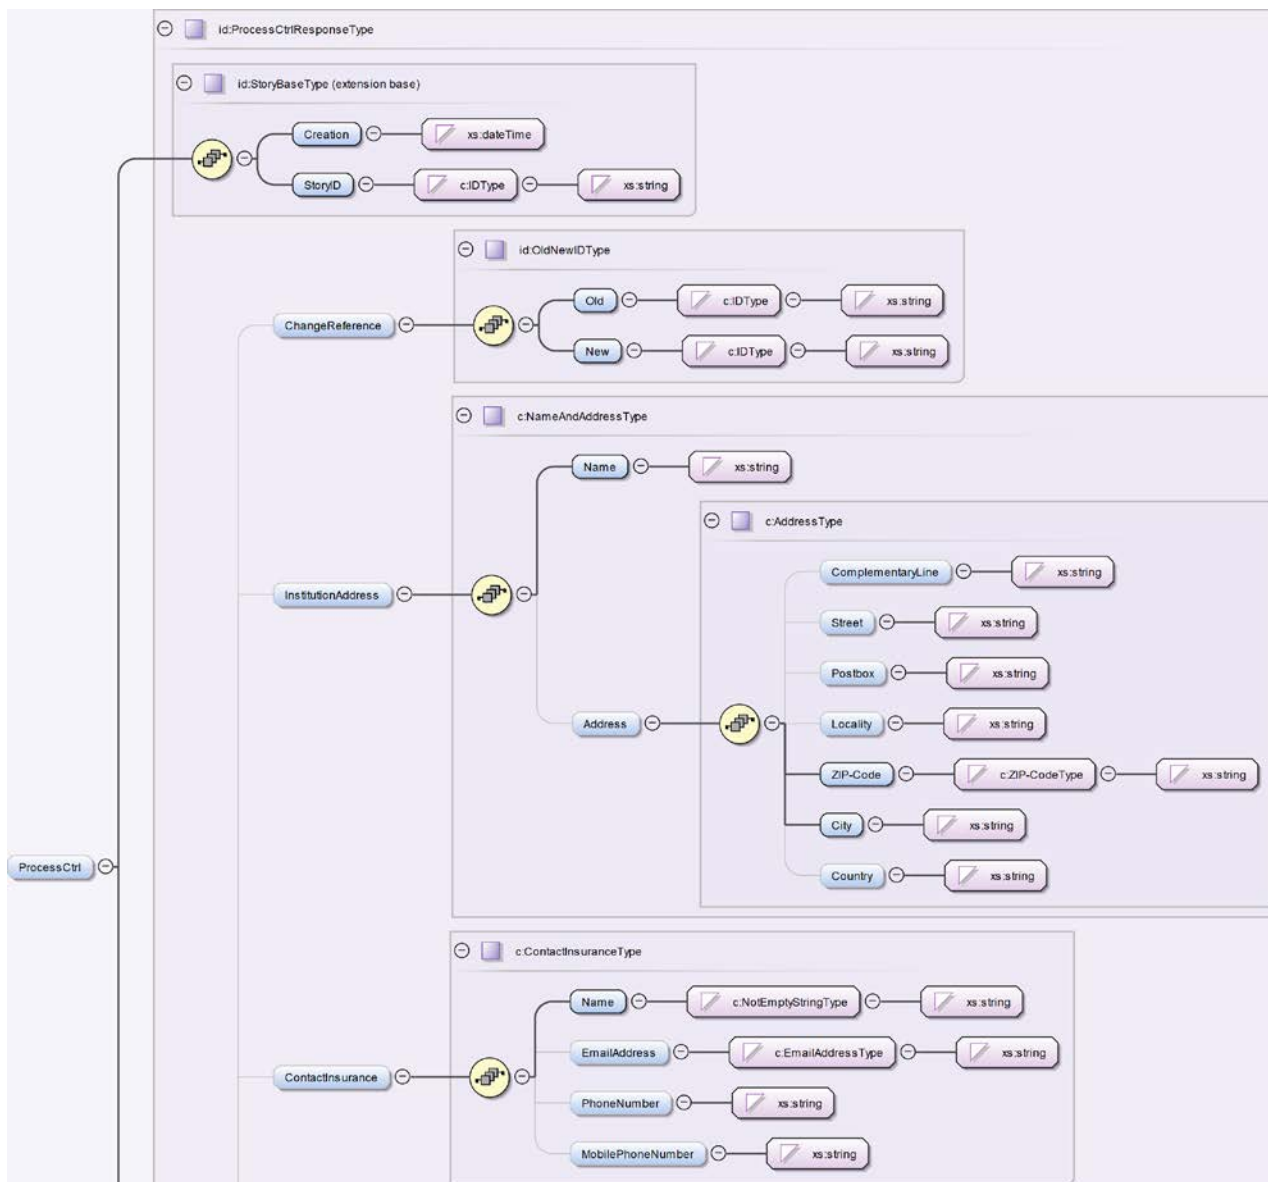 id:ProcessCtrlResponseType
id:StoryBaseType (extension base)
Creation xs:dateTime
StoryID c:IDType xs:string
id:OldNewIDType
Old c:IDType xs:string
ChangeReference
New c:IDType xs:string
c:NameAndAddressType
Name xs:string
c:AddressType
ComplementaryLine xs:string
InstitutionAddress
Street xs:string
Postbox xs:string
Address
Locality xs:string
ZIP-Code c:ZIP-CodeType xs:string
City xs:string
ProcessCtrl
Country xs:string
c:ContactInsuranceType
Name c:NotEmptyStringType xs:string
EmailAddress c:EmailAddressType xs:string
ContactInsurance
PhoneNumber xs:string
MobilePhoneNumber xs:string